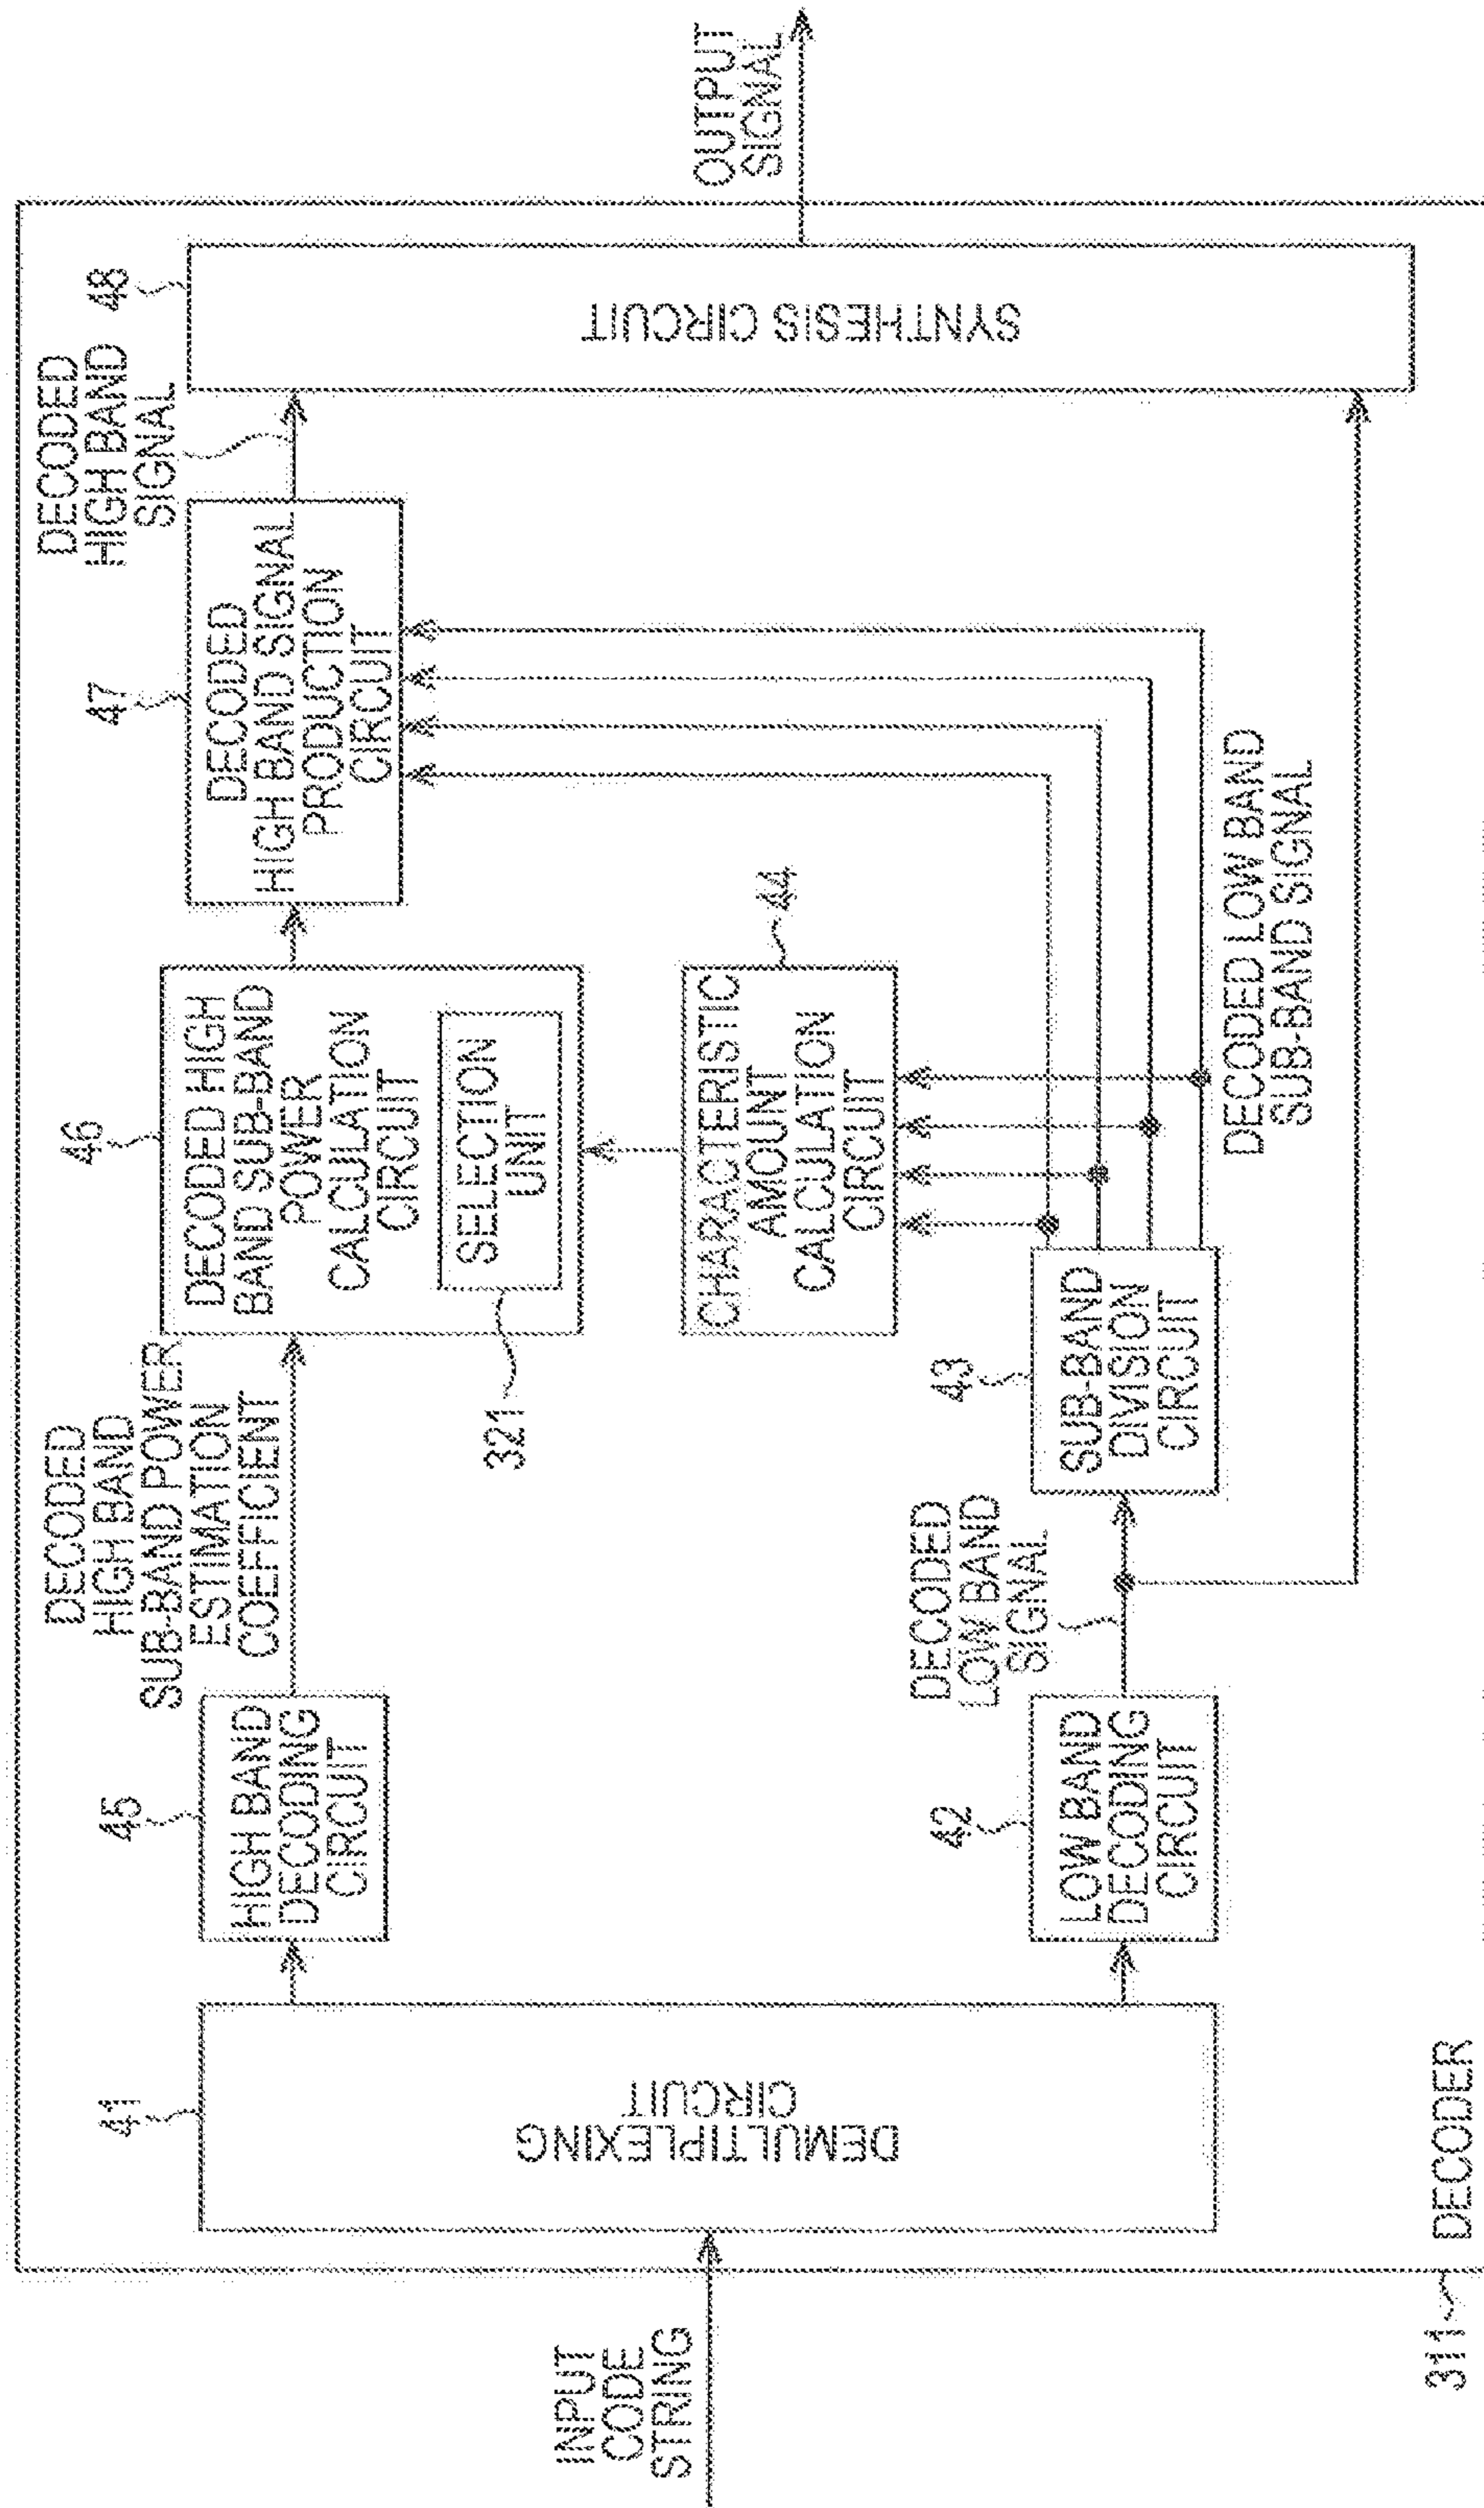 INPUT
CODE
STRING
311
DECODER
41
DEMULTIPLEXING
CIRCUIT
45
HIGH BAND
DECODING
CIRCUIT
DECODED
HIGH BAND
SUB-BAND POWER
ESTIMATION
COEFFICIENT
46
DECODED HIGH
BAND SUB-BAND
POWER
CALCULATION
CIRCUIT
SELECTION
UNIT
321
47
DECODED
HIGH BAND SIGNAL
PRODUCTION
CIRCUIT
DECODED
HIGH BAND
SIGNAL
48
SYNTHESIS CIRCUIT
OUTPUT
SIGNAL
42
LOW BAND
DECODING
CIRCUIT
DECODED
LOW BAND
SIGNAL
43
SUB-BAND
DIVISION
CIRCUIT
44
CHARACTERISTIC
AMOUNT
CALCULATION
CIRCUIT
DECODED LOW BAND
SUB-BAND SIGNAL